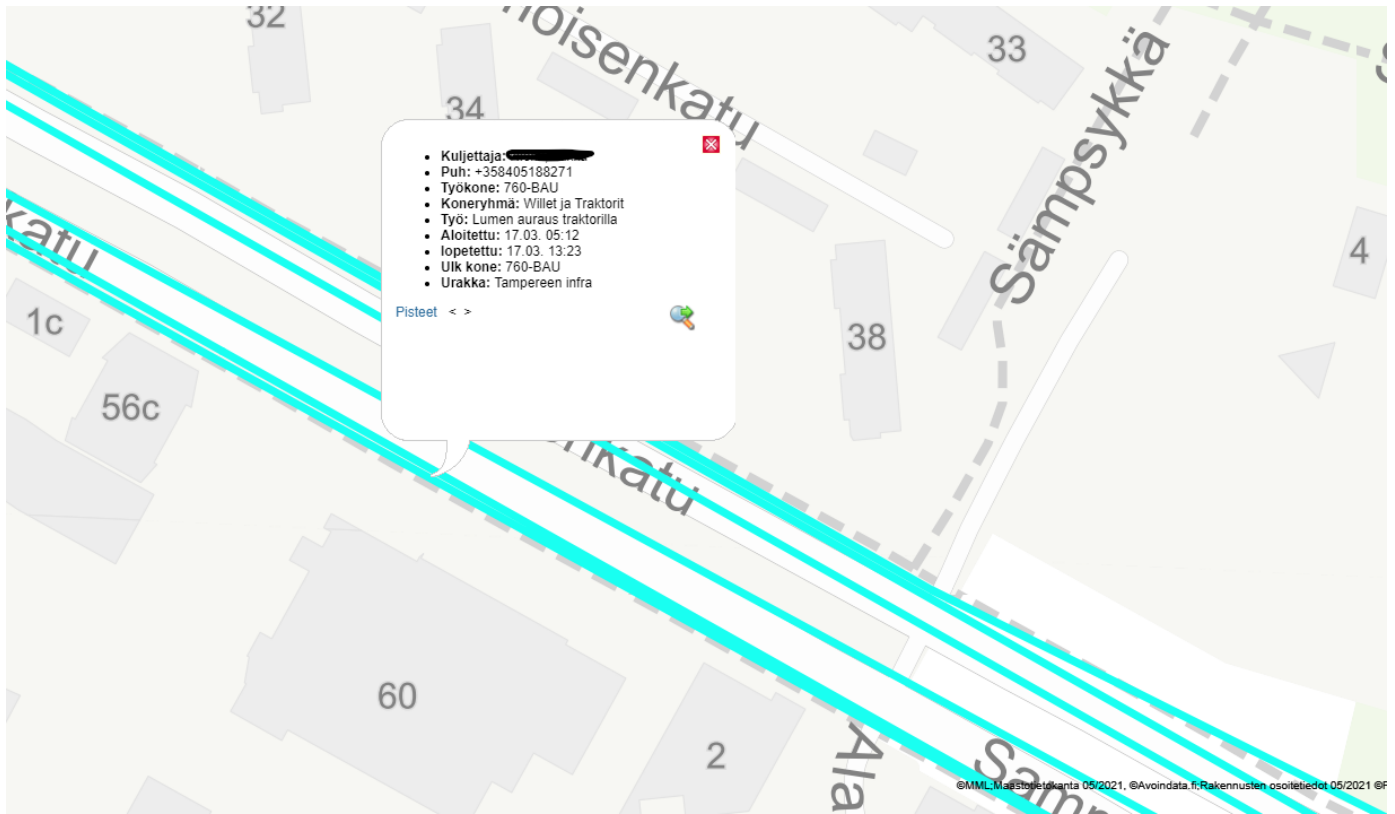 32
noisenkatu
33
Sämpsykkä
34
Kuljettaja:
Puh: +358405188271
Työkone: 760-BAU
Koneryhmä: Willet ja Traktorit
Työ: Lumen auraus traktorilla
Aloitettu: 17.03. 05:12
lopetettu: 17.03. 13:23
Ulk kone: 760-BAU
Urakka: Tampereen infra
Pisteet < >
katu
4
1c
38
56c
nkatu
60
2
Ala
Samm
©MML;Maastotietokanta 05/2021, ©Avoindata.fi;Rakennusten osoitetiedot 05/2021 ©F